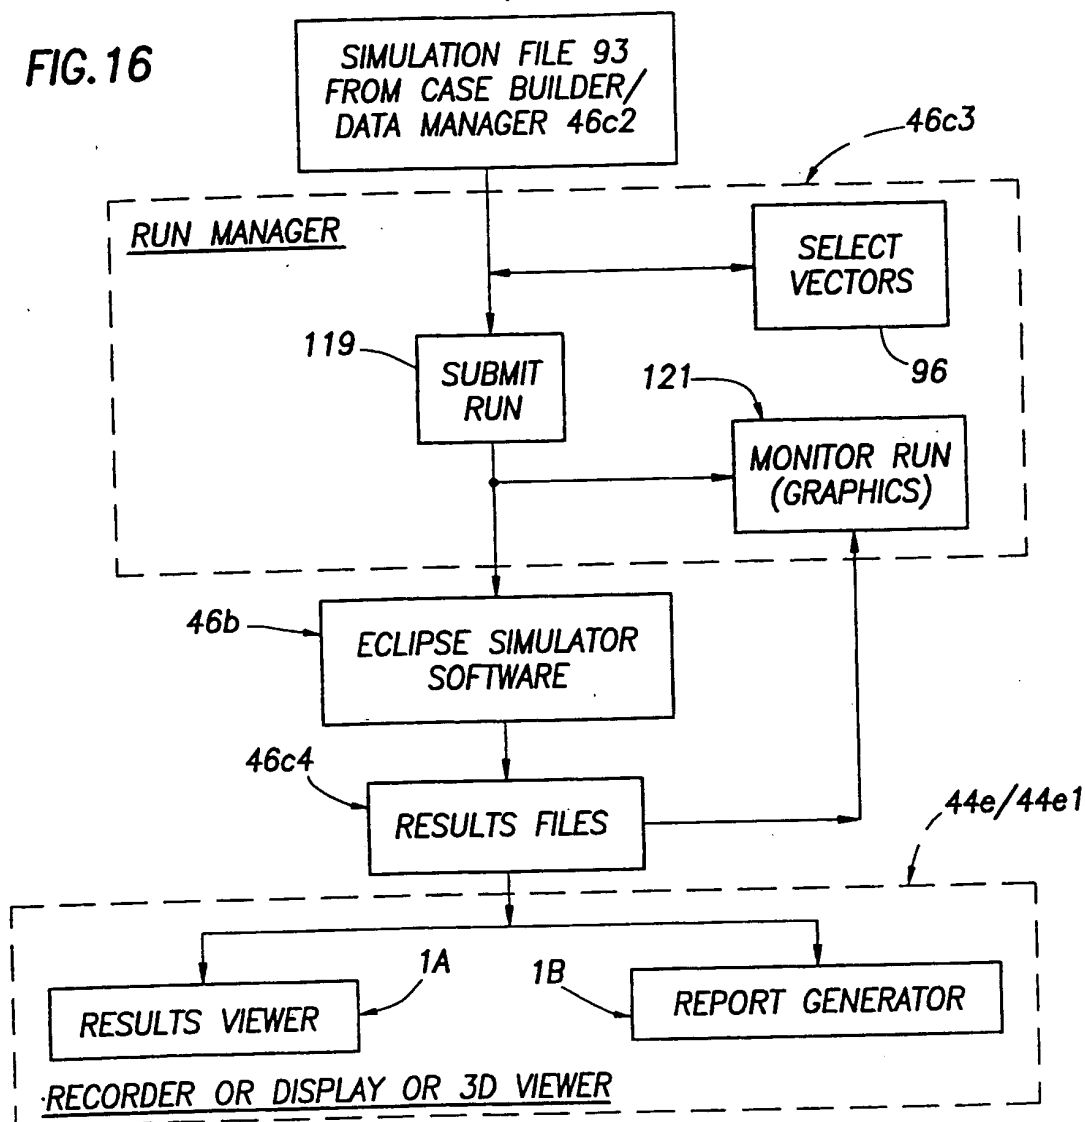 FIG.16
SIMULATION FILE 93
FROM CASE BUILDER/
DATA MANAGER 46c2
46c3
RUN MANAGER
SELECT
VECTORS
96
119
SUBMIT
RUN
121
MONITOR RUN
(GRAPHICS)
46b
ECLIPSE SIMULATOR
SOFTWARE
46c4
RESULTS FILES
44e/44e1
1A
RESULTS VIEWER
1B
REPORT GENERATOR
RECORDER OR DISPLAY OR 3D VIEWER